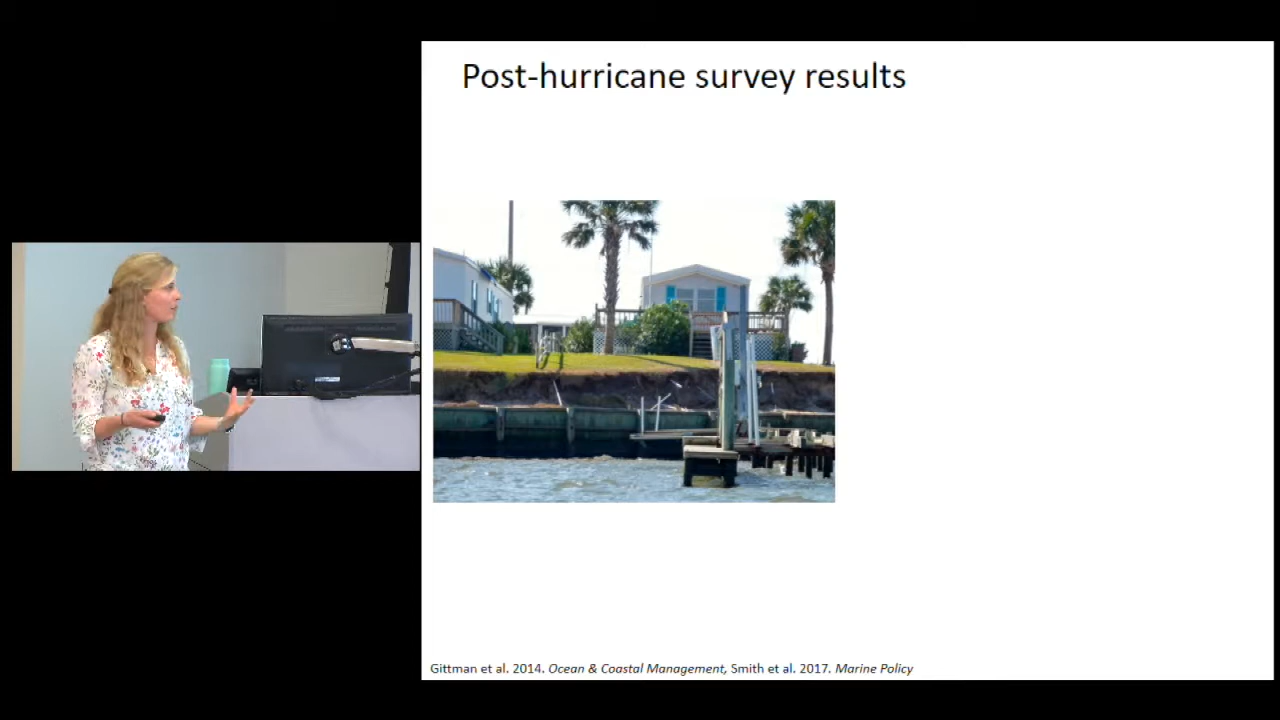 Post-hurricane survey results
Gittman et al. 2014. Ocean & Coastal Management, Smith et al. 2017. Marine Policy